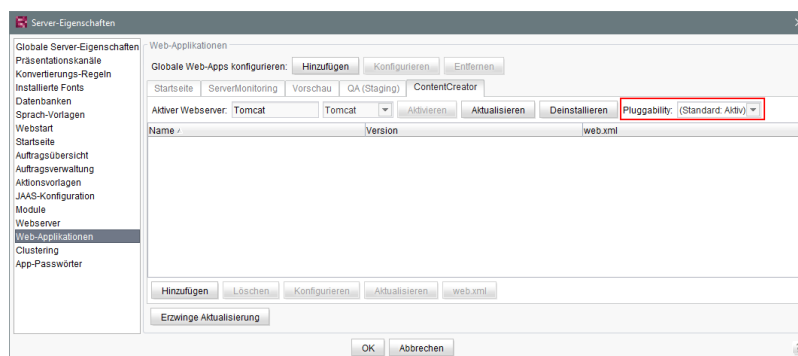 Server-Eigenschaften
Globale Server-Eigenschaften
Präsentationskanäle
Konvertierungs-Regeln
Installierte Fonts
Datenbanken
Sprach-Vorlagen
Webstart
Startseite
Auftragsübersicht
Auftragsverwaltung
Aktionsvorlagen
JAAS-Konfiguration
Module
Webserver
Web-Applikationen
Clustering
App-Passwörter
Web-Applikationen
Globale Web-Apps konfigurieren: Hinzufügen Konfigurieren Entfernen
Startseite ServerMonitoring Vorschau QA (Staging) ContentCreator
Aktiver Webserver: Tomcat Tomcat Aktivieren Aktualisieren Deinstallieren Pluggability: (Standard: Aktiv)
Name Version web.xml
Hinzufügen Löschen Konfigurieren Aktualisieren web.xml
Erzwinge Aktualisierung
OK Abbrechen